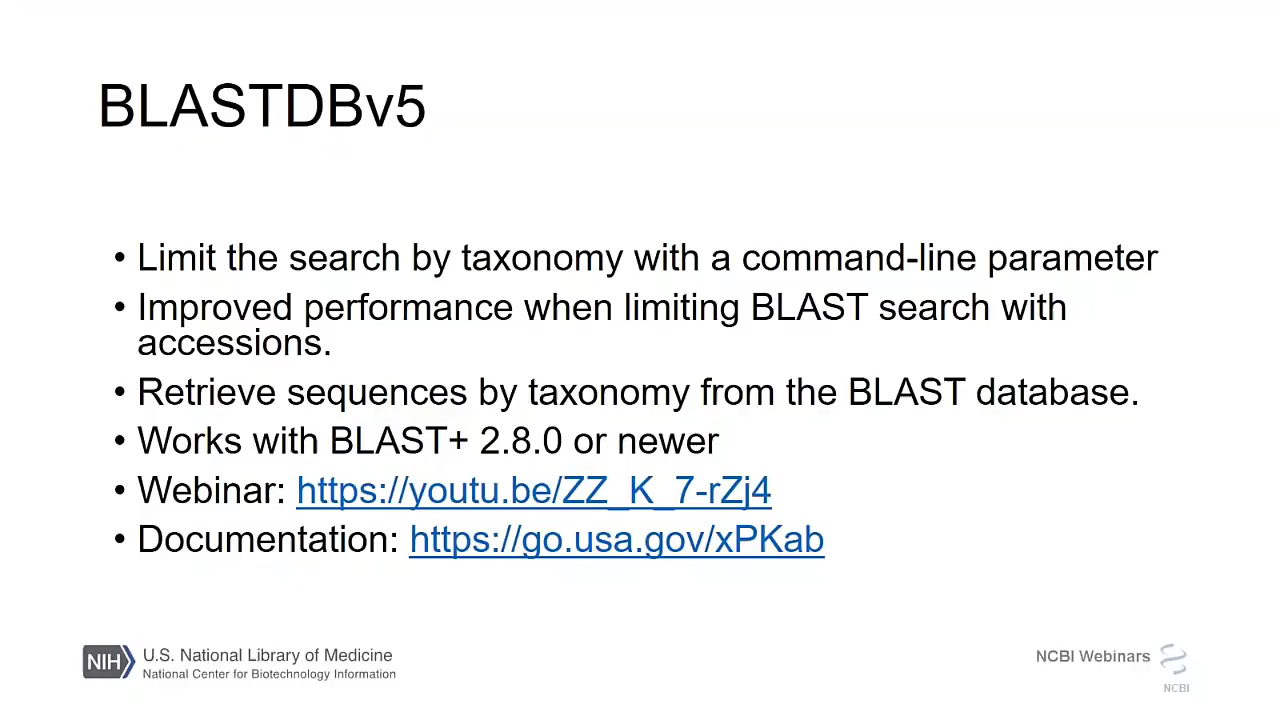 BLASTDBv5
• Limit the search by taxonomy with a command-line parameter
• Improved performance when limiting BLAST search with
accessions.
• Retrieve sequences by taxonomy from the BLAST database.
• Works with BLAST+ 2.8.0 or newer
• Webinar: https://youtu.be/ZZ_K_7-rZj4
• Documentation: https://go.usa.gov/xPKab
NIH U.S. National Library of Medicine
National Center for Biotechnology Information
NCBI Webinars
NCBI